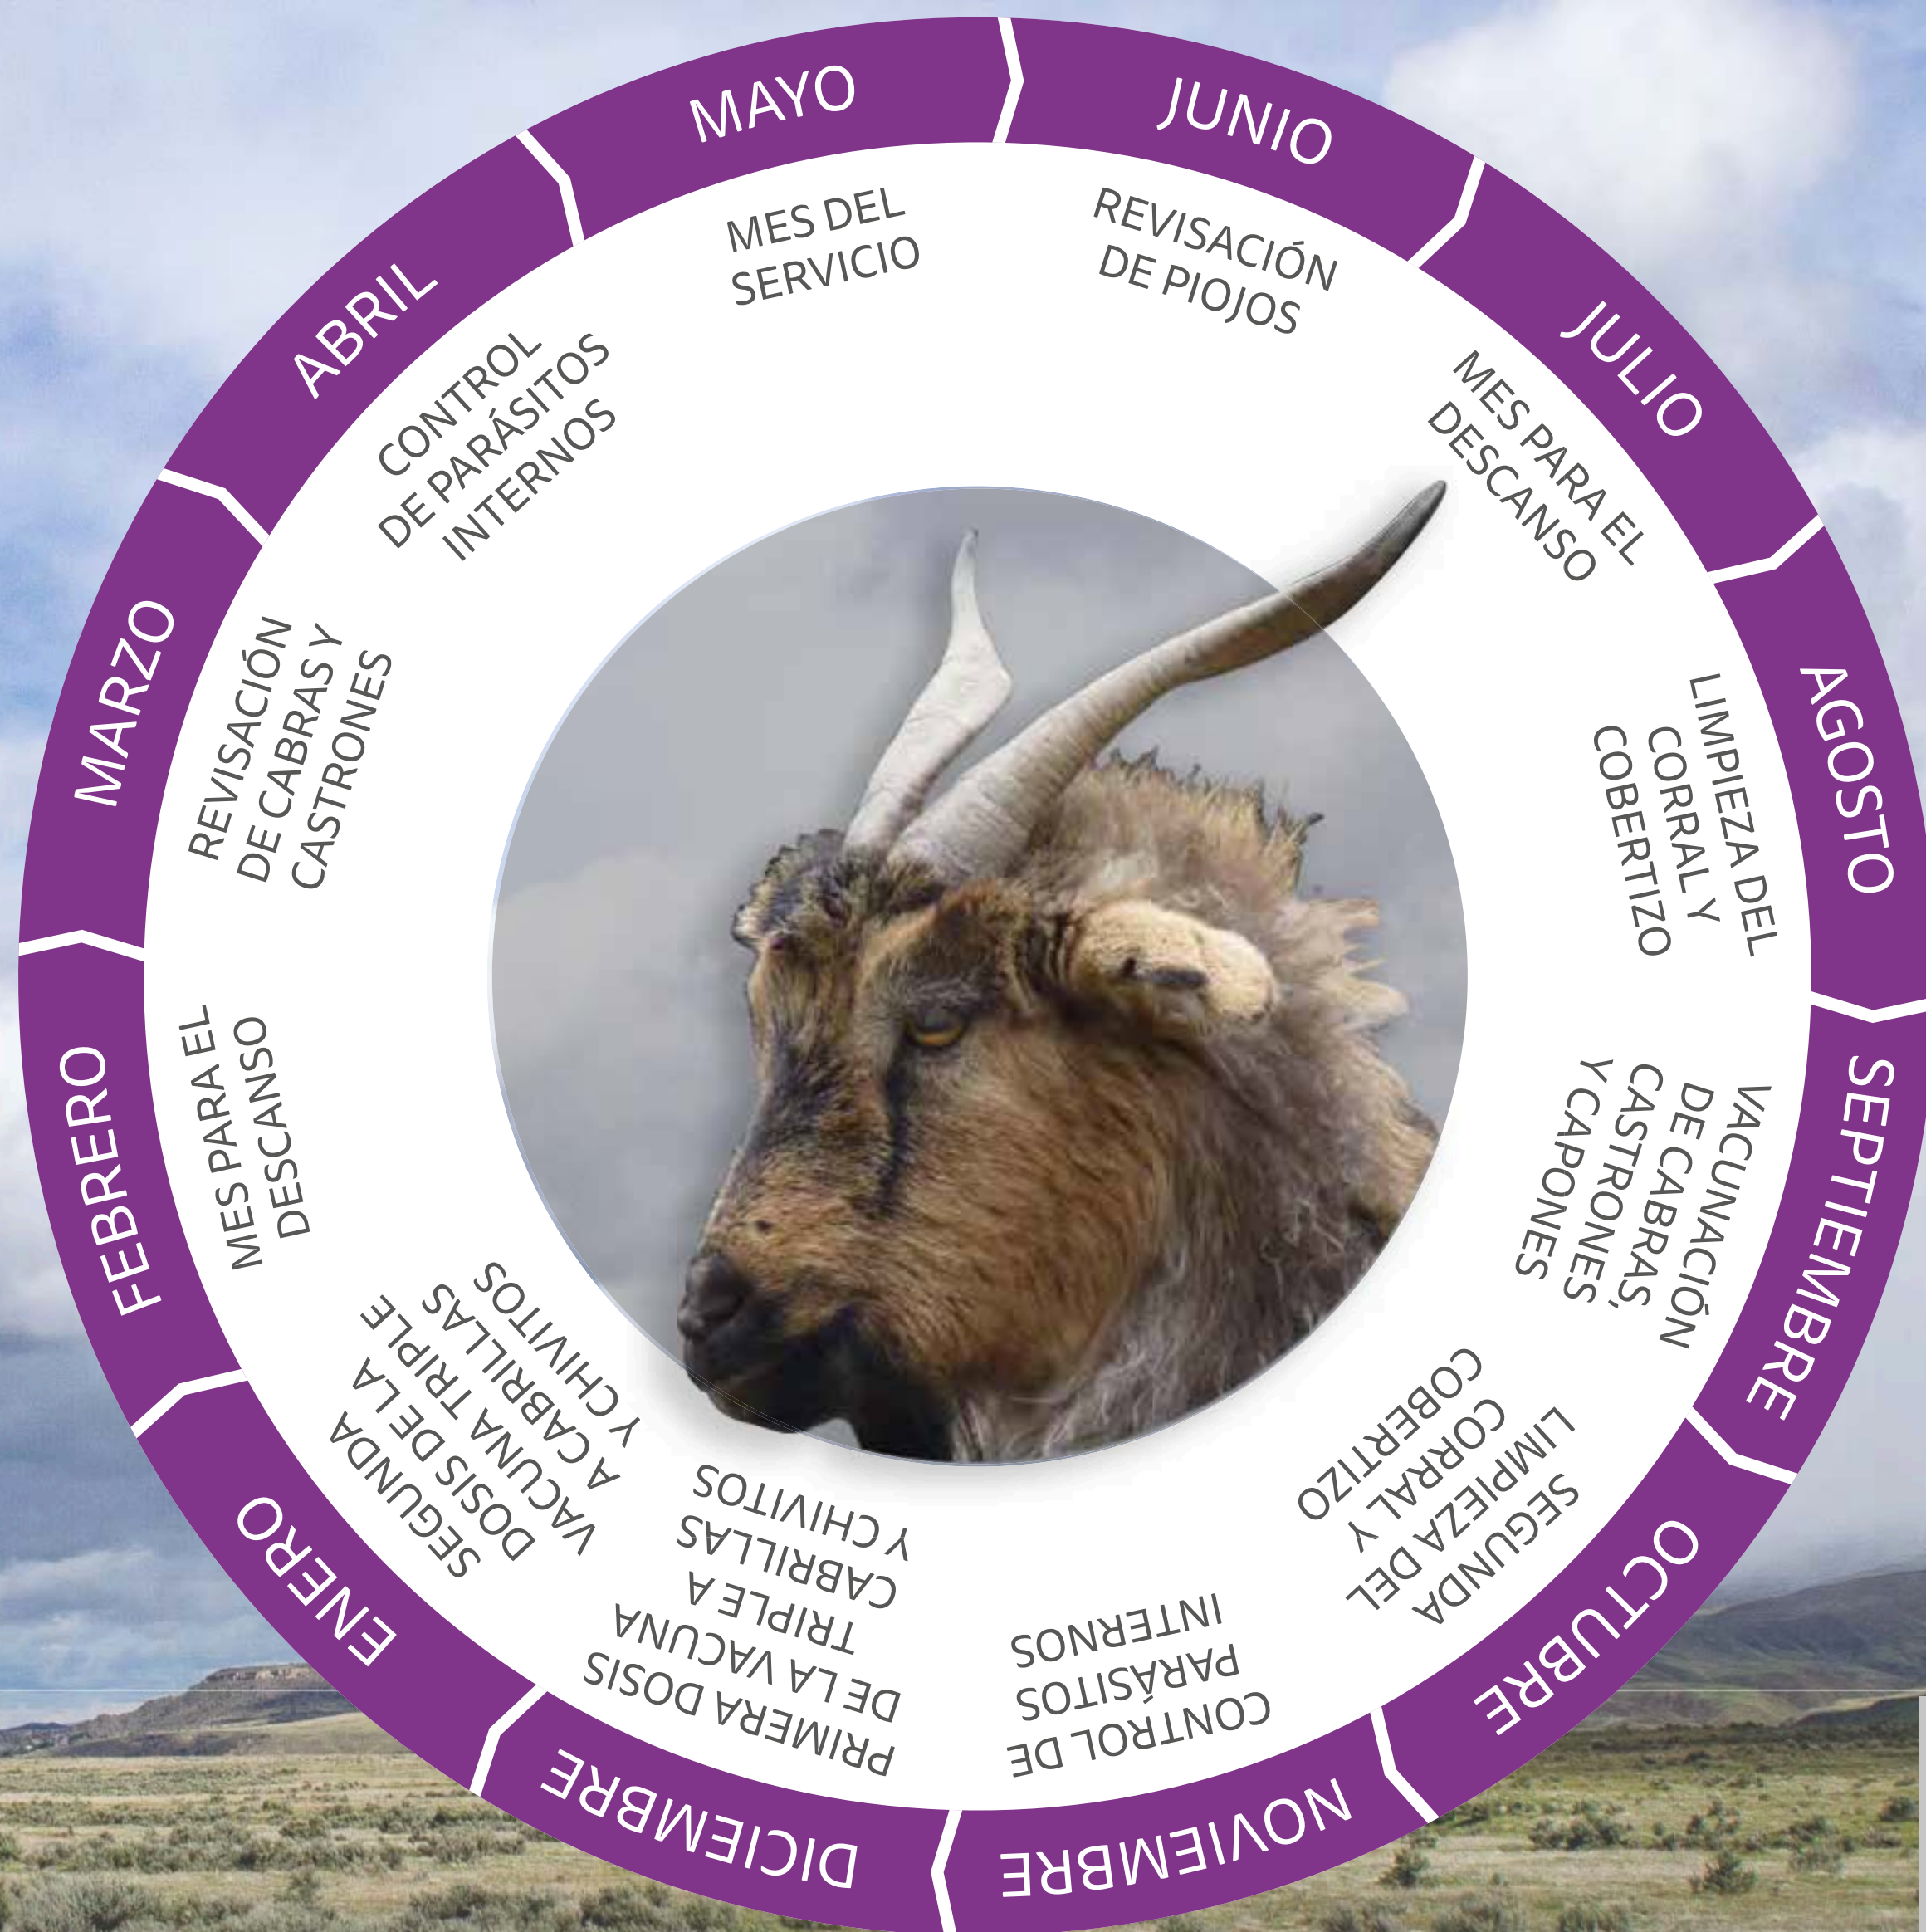 ENERO
SEGUNDA
DOSIS DE LA
VACUNA TRIPLE
A CABRILLAS
Y CHIVITOS
FEBRERO
MES PARA EL
DESCANSO
MARZO
REVISACIÓN
DE CABRAS Y
CASTRONES
ABRIL
CONTROL
DE PARÁSITOS
INTERNOS
MAYO
MES DEL
SERVICIO
JUNIO
REVISACIÓN
DE PIOJOS
JULIO
MES PARA EL
DESCANSO
AGOSTO
LIMPIEZA DEL
CORRAL Y
COBERTIZO
SEPTIEMBRE
VACUNACIÓN
DE CABRAS,
CASTRONES
Y CAPONES
OCTUBRE
SEGUNDA
LIMPIEZA DEL
CORRAL Y
COBERTIZO
NOVIEMBRE
CONTROL DE
PARÁSITOS
INTERNOS
DICIEMBRE
PRIMERA DOSIS
DE LA VACUNA
TRIPLE A
CABRILLAS
Y CHIVITOS